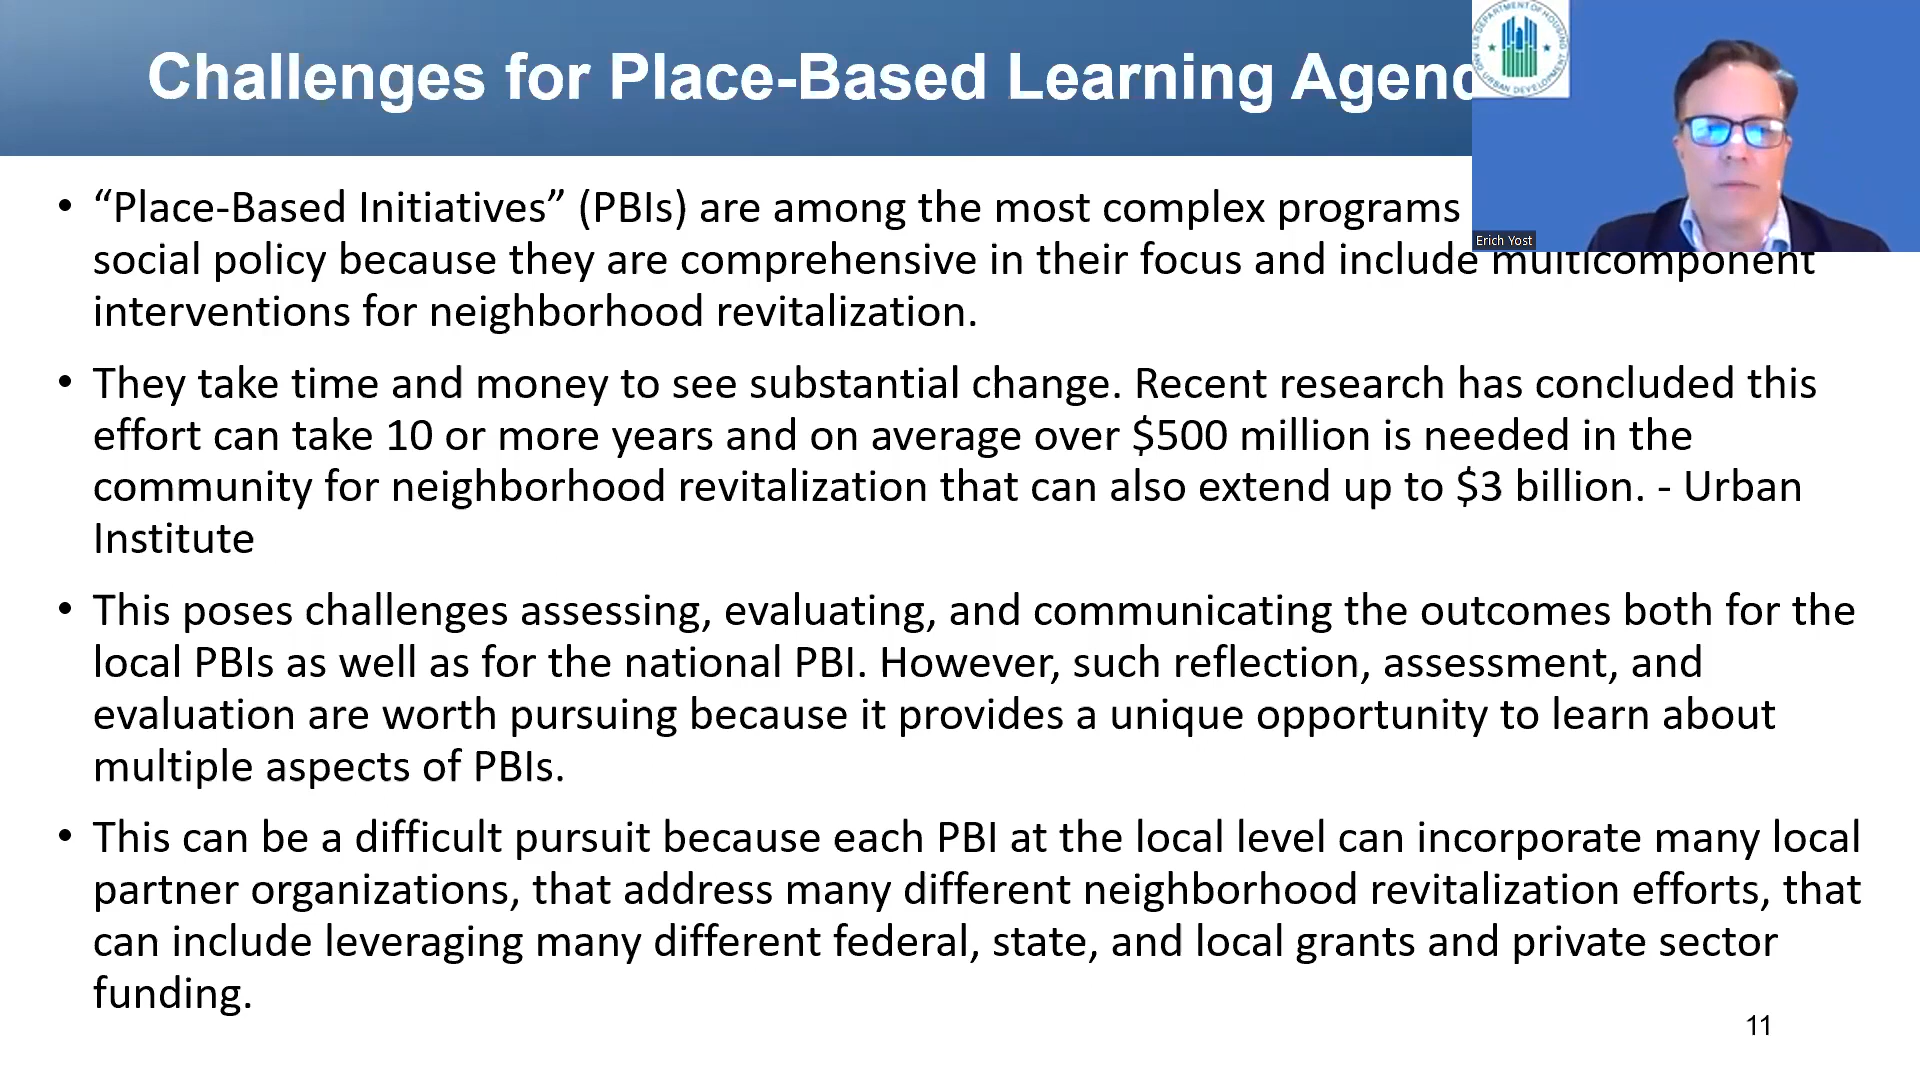 Challenges for Place-Based Learning Agenc
U.S. DEPARTMENT OF HOUSING
AND URBAN DEVELOPMENT
Erich Yost
• “Place-Based Initiatives” (PBIs) are among the most complex programs
social policy because they are comprehensive in their focus and include multicomponent
interventions for neighborhood revitalization.
• They take time and money to see substantial change. Recent research has concluded this
effort can take 10 or more years and on average over $500 million is needed in the
community for neighborhood revitalization that can also extend up to $3 billion. - Urban
Institute
• This poses challenges assessing, evaluating, and communicating the outcomes both for the
local PBIs as well as for the national PBI. However, such reflection, assessment, and
evaluation are worth pursuing because it provides a unique opportunity to learn about
multiple aspects of PBIs.
• This can be a difficult pursuit because each PBI at the local level can incorporate many local
partner organizations, that address many different neighborhood revitalization efforts, that
can include leveraging many different federal, state, and local grants and private sector
funding.
11